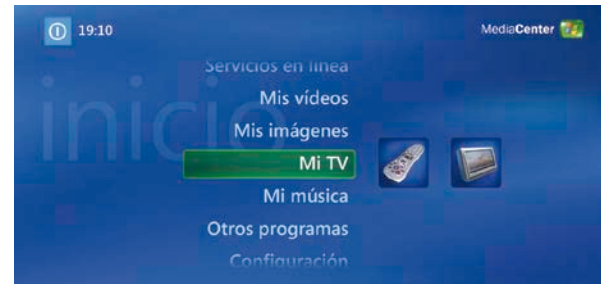 19:10
MediaCenter
inicio
Servicios en línea
Mis vídeos
Mis imágenes
Mi TV
Mi música
Otros programas
Configuración